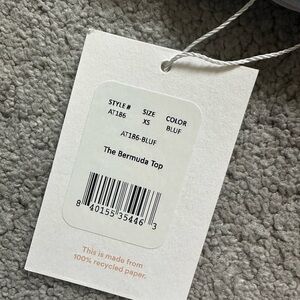 STYLE # SIZE COLOR
AT186 XS BLUF
AT186-BLUF
The Bermuda Top
8 40155 35446 3
This is made from
100% recycled paper.